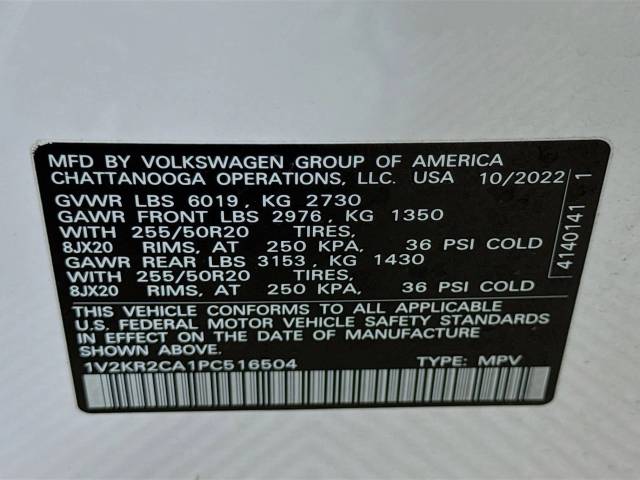 MFD BY VOLKSWAGEN GROUP OF AMERICA
CHATTANOOGA OPERATIONS, LLC. USA 10/2022
GVWR LBS 6019, KG 2730
GAWR FRONT LBS 2976, KG 1350
WITH 255/50R20 TIRES,
8JX20 RIMS, AT 250 KPA, 36 PSI COLD
GAWR REAR LBS 3153, KG 1430
WITH 255/50R20 TIRES,
8JX20 RIMS, AT 250 KPA, 36 PSI COLD
THIS VEHICLE CONFORMS TO ALL APPLICABLE
U.S. FEDERAL MOTOR VEHICLE SAFETY STANDARDS
IN EFFECT ON THE DATE OF MANUFACTURE
SHOWN ABOVE.
1V2KR2CA1PC516504 TYPE: MPV
4140141 1